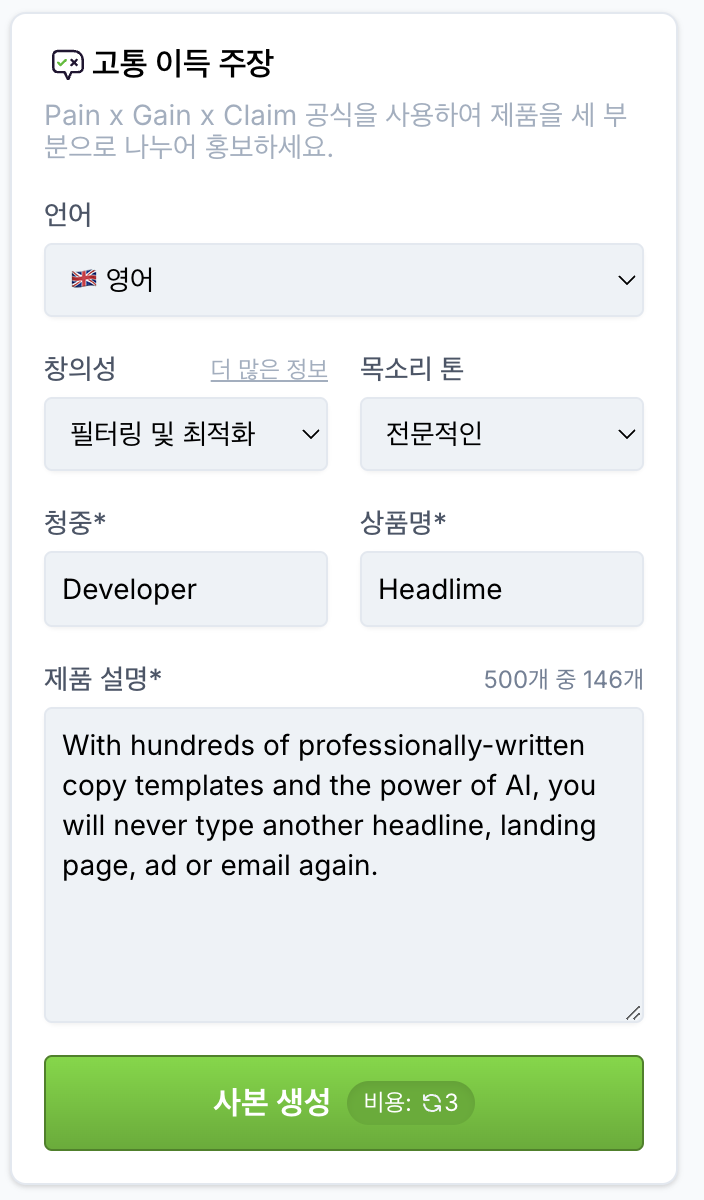 고통 이득 주장
Pain x Gain x Claim 공식을 사용하여 제품을 세 부
분으로 나누어 홍보하세요.
언어
영어
창의성 더 많은 정보 목소리 톤
필터링 및 최적화 전문적인
청중* 상품명*
Developer Headlime
제품 설명* 500개 중 146개
With hundreds of professionally-written
copy templates and the power of AI, you
will never type another headline, landing
page, ad or email again.
사본 생성 비용: 3